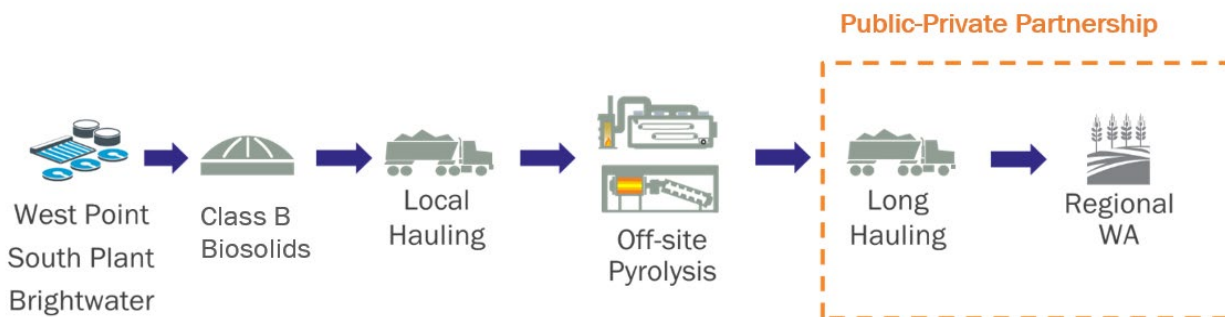 Public-Private Partnership
West Point
South Plant
Brightwater
Class B
Biosolids
Local
Hauling
Off-site
Pyrolysis
Long
Hauling
Regional
WA